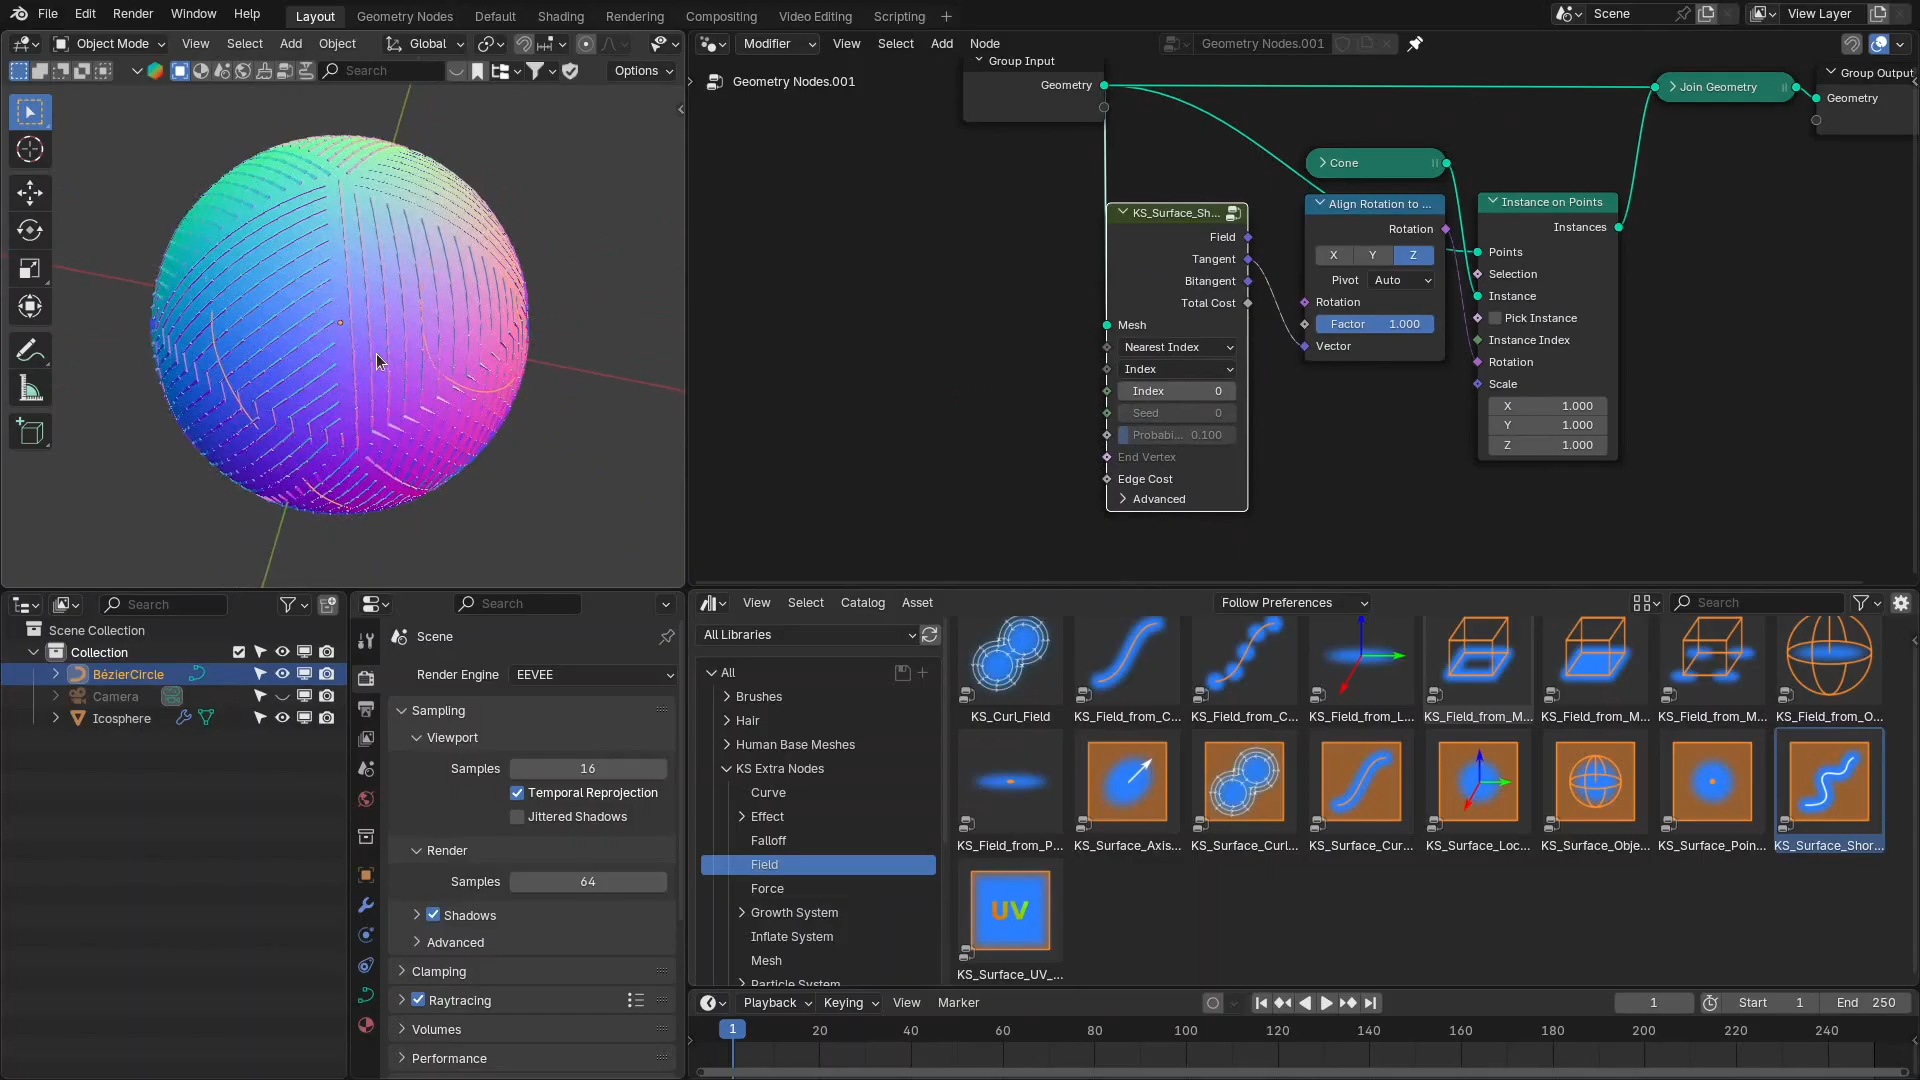 File Edit Render Window Help Layout Geometry Nodes Default Shading Rendering Compositing Video Editing Scripting + Scene View Layer
Object Mode View Select Add Object Global
Search Options
Modifier View Select Add Node Geometry Nodes.001
Geometry Nodes.001
Group Input
Geometry
Join Geometry
Group Output
Geometry
Cone
KS_Surface_Sh...
Field
Tangent
Bitangent
Total Cost
Mesh
Nearest Index
Index
Index 0
Seed 0
Probabi... 0.100
End Vertex
Edge Cost
Advanced
Align Rotation to ...
Rotation
X Y Z
Pivot Auto
Rotation
Factor 1.000
Vector
Instance on Points
Instances
Points
Selection
Instance
Pick Instance
Instance Index
Rotation
Scale
X 1.000
Y 1.000
Z 1.000
Search
Scene Collection
Collection
BézierCircle
Camera
Icosphere
Search
Scene
Render Engine EEVEE
Sampling
Viewport
Samples 16
Temporal Reprojection
Jittered Shadows
Render
Samples 64
Shadows
Advanced
Clamping
Raytracing
Volumes
Performance
View Select Catalog Asset Follow Preferences Search
All Libraries
All
Brushes
Hair
Human Base Meshes
KS Extra Nodes
Curve
Effect
Falloff
Field
Force
Growth System
Inflate System
Mesh
Particle System
KS_Curl_Field KS_Field_from_C... KS_Field_from_C... KS_Field_from_L... KS_Field_from_M... KS_Field_from_M... KS_Field_from_M... KS_Field_from_O...
KS_Field_from_P... KS_Surface_Axis... KS_Surface_Curl... KS_Surface_Cur... KS_Surface_Loc... KS_Surface_Obje... KS_Surface_Poin... KS_Surface_Shor...
UV
KS_Surface_UV_...
Playback Keying View Marker 1 Start 1 End 250
1 20 40 60 80 100 120 140 160 180 200 220 240